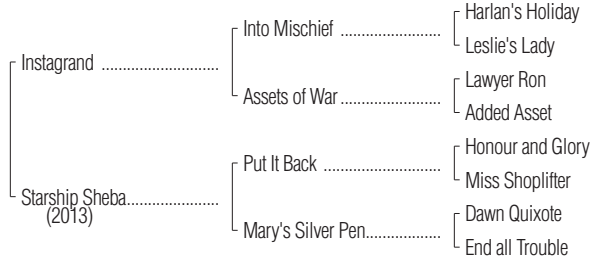 Harlan's Holiday
Into Mischief ....................
Leslie's Lady
Instagrand ........................
Lawyer Ron
Assets of War ....................
Added Asset
Honour and Glory
Put It Back ........................
Miss Shoplifter
Starship Sheba...................
(2013)
Dawn Quixote
Mary's Silver Pen...............
End all Trouble